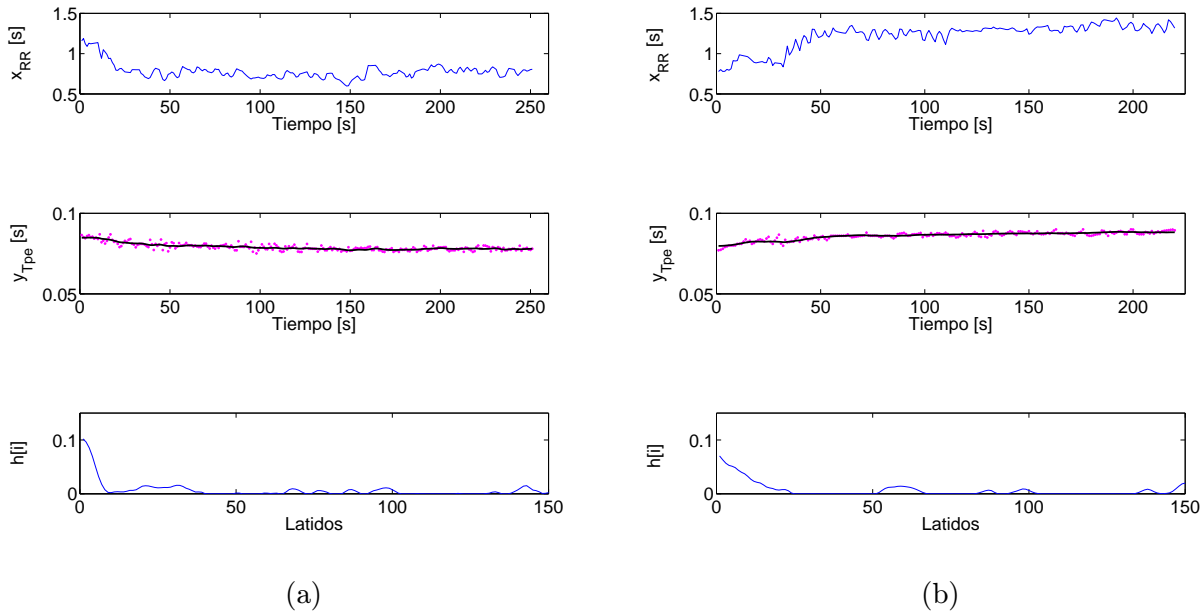 1.5
1
0.5
x_RR [s]
0 50 100 150 200 250
Tiempo [s]
0.1
0.05
y_Tpe [s]
0 50 100 150 200 250
Tiempo [s]
0.1
0
h[i]
0 50 100 150
Latidos
(a)
1.5
1
0.5
x_RR [s]
0 50 100 150 200
Tiempo [s]
0.1
0.05
y_Tpe [s]
0 50 100 150 200
Tiempo [s]
0.1
0
h[i]
0 50 100 150
Latidos
(b)